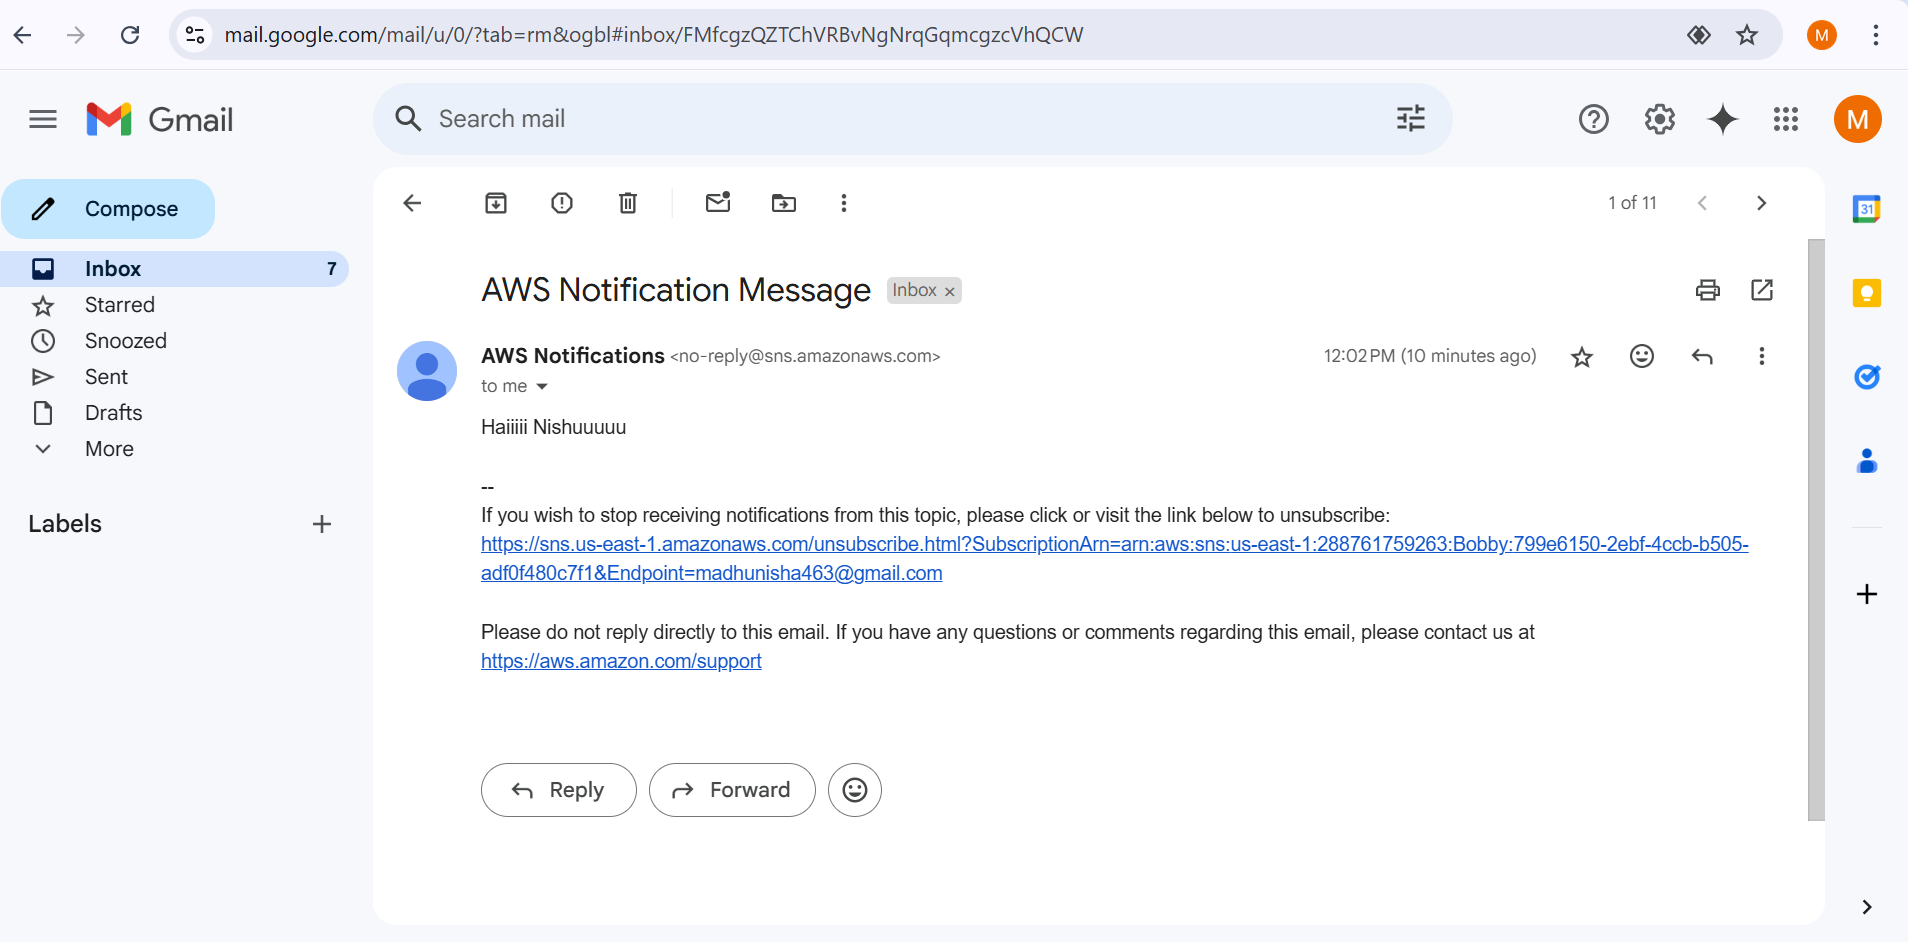 mail.google.com/mail/u/0/?tab=rm&ogbl#inbox/FMfcgzQZTChVRBvNgNrqGqmcgzcVhQCW
M
Gmail
Search mail
M
Compose
1 of 11
31
Inbox 7
Starred
Snoozed
Sent
Drafts
More
Labels
AWS Notification Message Inbox ×
AWS Notifications <no-reply@sns.amazonaws.com> 12:02 PM (10 minutes ago)
to me
Haiiiii Nishuuuuu
--
If you wish to stop receiving notifications from this topic, please click or visit the link below to unsubscribe:
https://sns.us-east-1.amazonaws.com/unsubscribe.html?SubscriptionArn=arn:aws:sns:us-east-1:288761759263:Bobby:799e6150-2ebf-4ccb-b505-
adf0f480c7f1&Endpoint=madhunisha463@gmail.com
Please do not reply directly to this email. If you have any questions or comments regarding this email, please contact us at
https://aws.amazon.com/support
Reply Forward